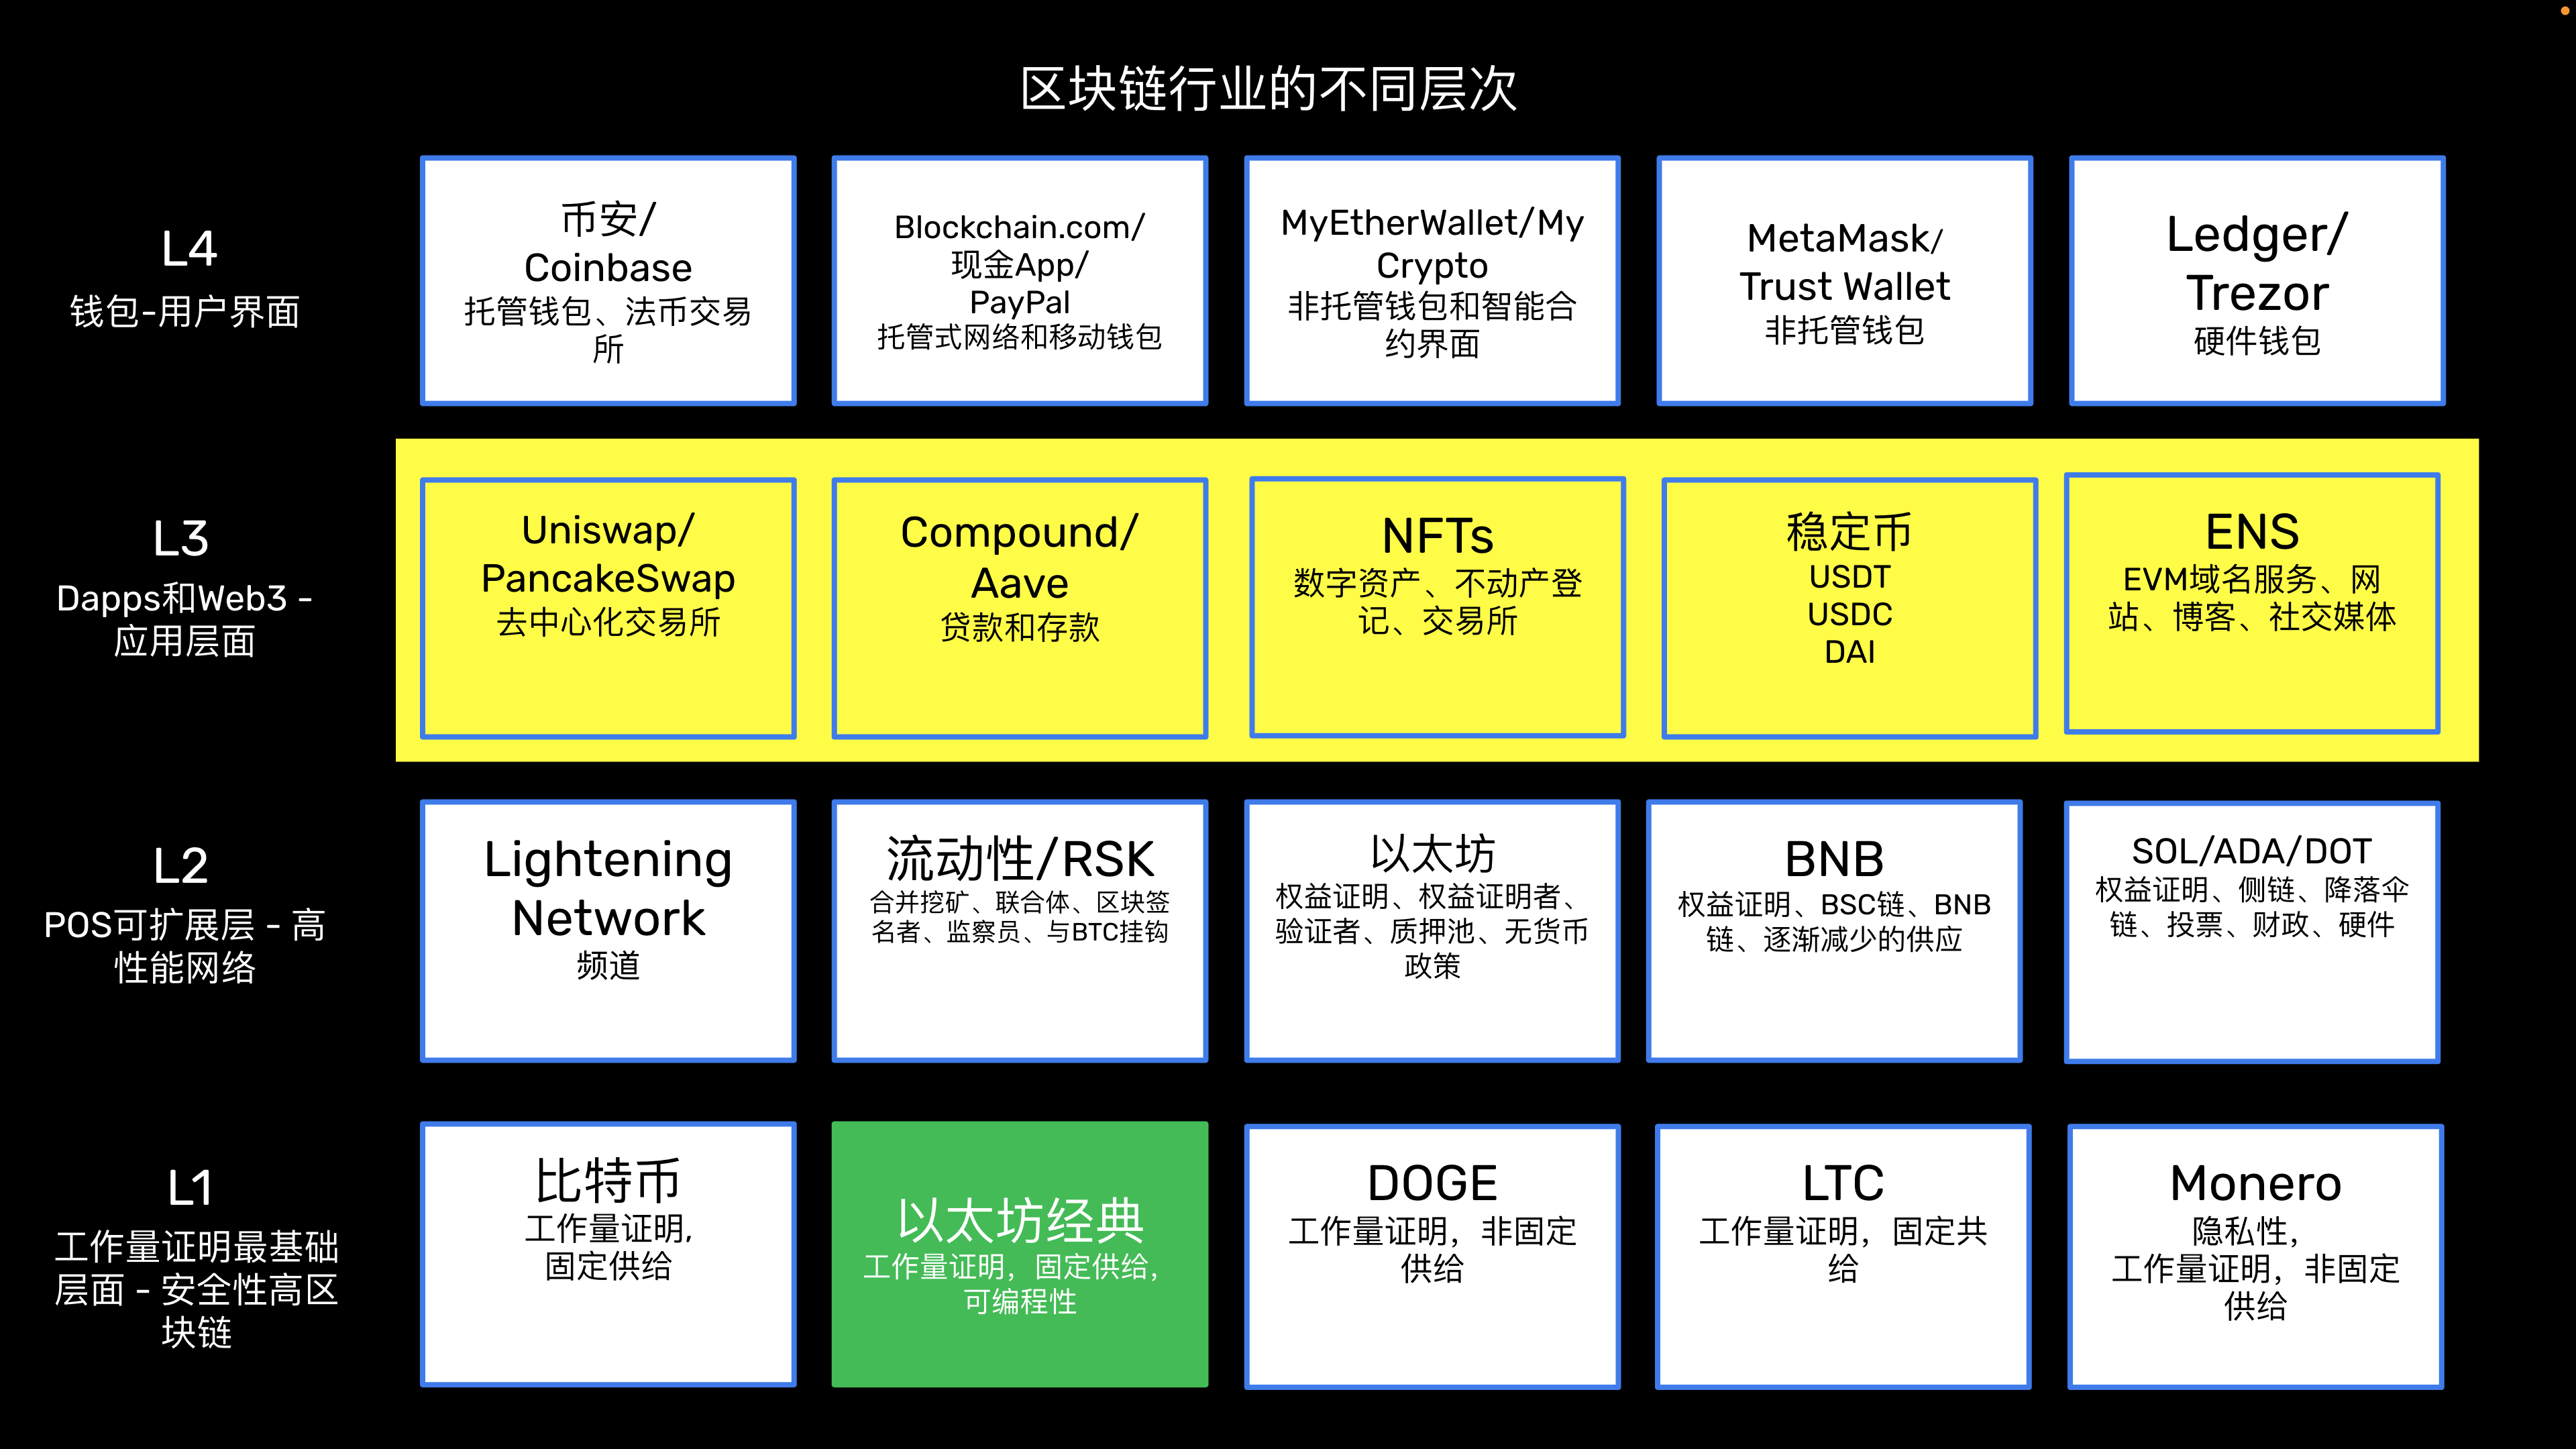 区块链行业的不同层次
L4
钱包-用户界面
币安/
Coinbase
托管钱包、法币交易
所
Blockchain.com/
现金App/
PayPal
托管式网络和移动钱包
MyEtherWallet/My
Crypto
非托管钱包和智能合
约界面
MetaMask/
Trust Wallet
非托管钱包
Ledger/
Trezor
硬件钱包
L3
Dapps和Web3 -
应用层面
Uniswap/
PancakeSwap
去中心化交易所
Compound/
Aave
贷款和存款
NFTs
数字资产、不动产登
记、交易所
稳定币
USDT
USDC
DAI
ENS
EVM域名服务、网
站、博客、社交媒体
L2
POS可扩展层 - 高
性能网络
Lightening
Network
频道
流动性/RSK
合并挖矿、联合体、区块签
名者、监察员、与BTC挂钩
以太坊
权益证明、权益证明者、
验证者、质押池、无货币
政策
BNB
权益证明、BSC链、BNB
链、逐渐减少的供应
SOL/ADA/DOT
权益证明、侧链、降落伞
链、投票、财政、硬件
L1
工作量证明最基础
层面 - 安全性高区
块链
比特币
工作量证明,
固定供给
以太坊经典
工作量证明，固定供给，
可编程性
DOGE
工作量证明，非固定
供给
LTC
工作量证明，固定共
给
Monero
隐私性，
工作量证明，非固定
供给